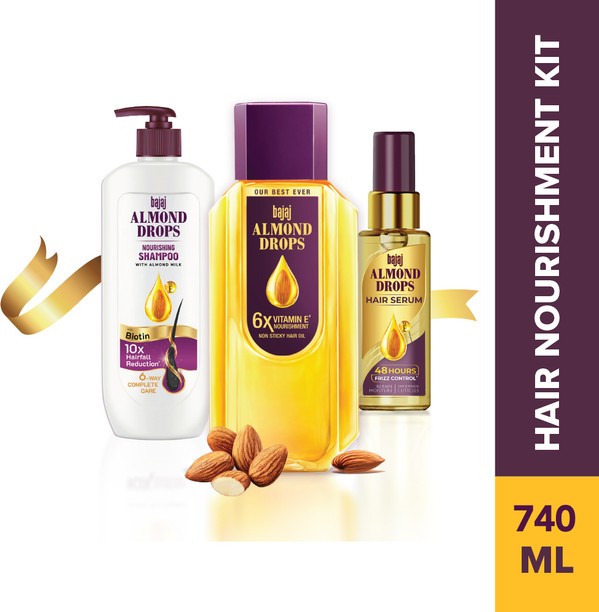 bajaj
ALMOND
DROPS
NOURISHING
SHAMPOO
WITH ALMOND MILK
Biotin
10x
Hairfall
Reduction*
6-WAY
COMPLETE
CARE
OUR BEST EVER
bajaj
ALMOND
DROPS
6x VITAMIN E*
NOURISHMENT
NON STICKY HAIR OIL
bajaj
ALMOND
DROPS
HAIR SERUM
48 HOURS
FRIZZ CONTROL*
HAIR NOURISHMENT KIT
740
ML